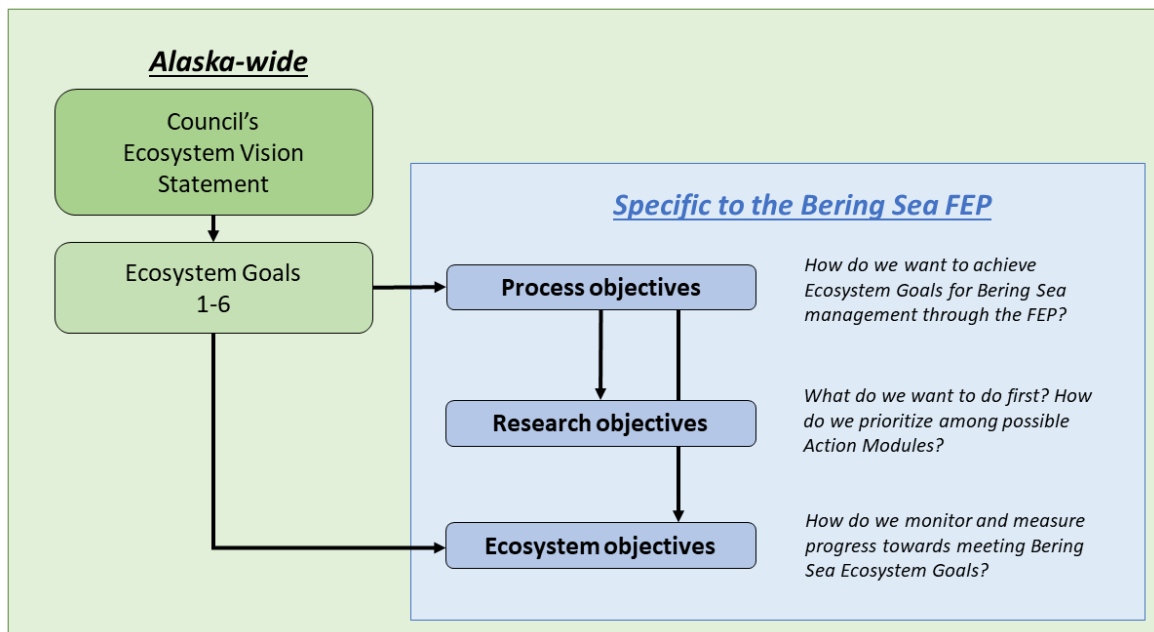 Alaska-wide
Council's
Ecosystem Vision
Statement
Ecosystem Goals
1-6
Specific to the Bering Sea FEP
Process objectives
How do we want to achieve
Ecosystem Goals for Bering Sea
management through the FEP?
Research objectives
What do we want to do first? How
do we prioritize among possible
Action Modules?
Ecosystem objectives
How do we monitor and measure
progress towards meeting Bering
Sea Ecosystem Goals?